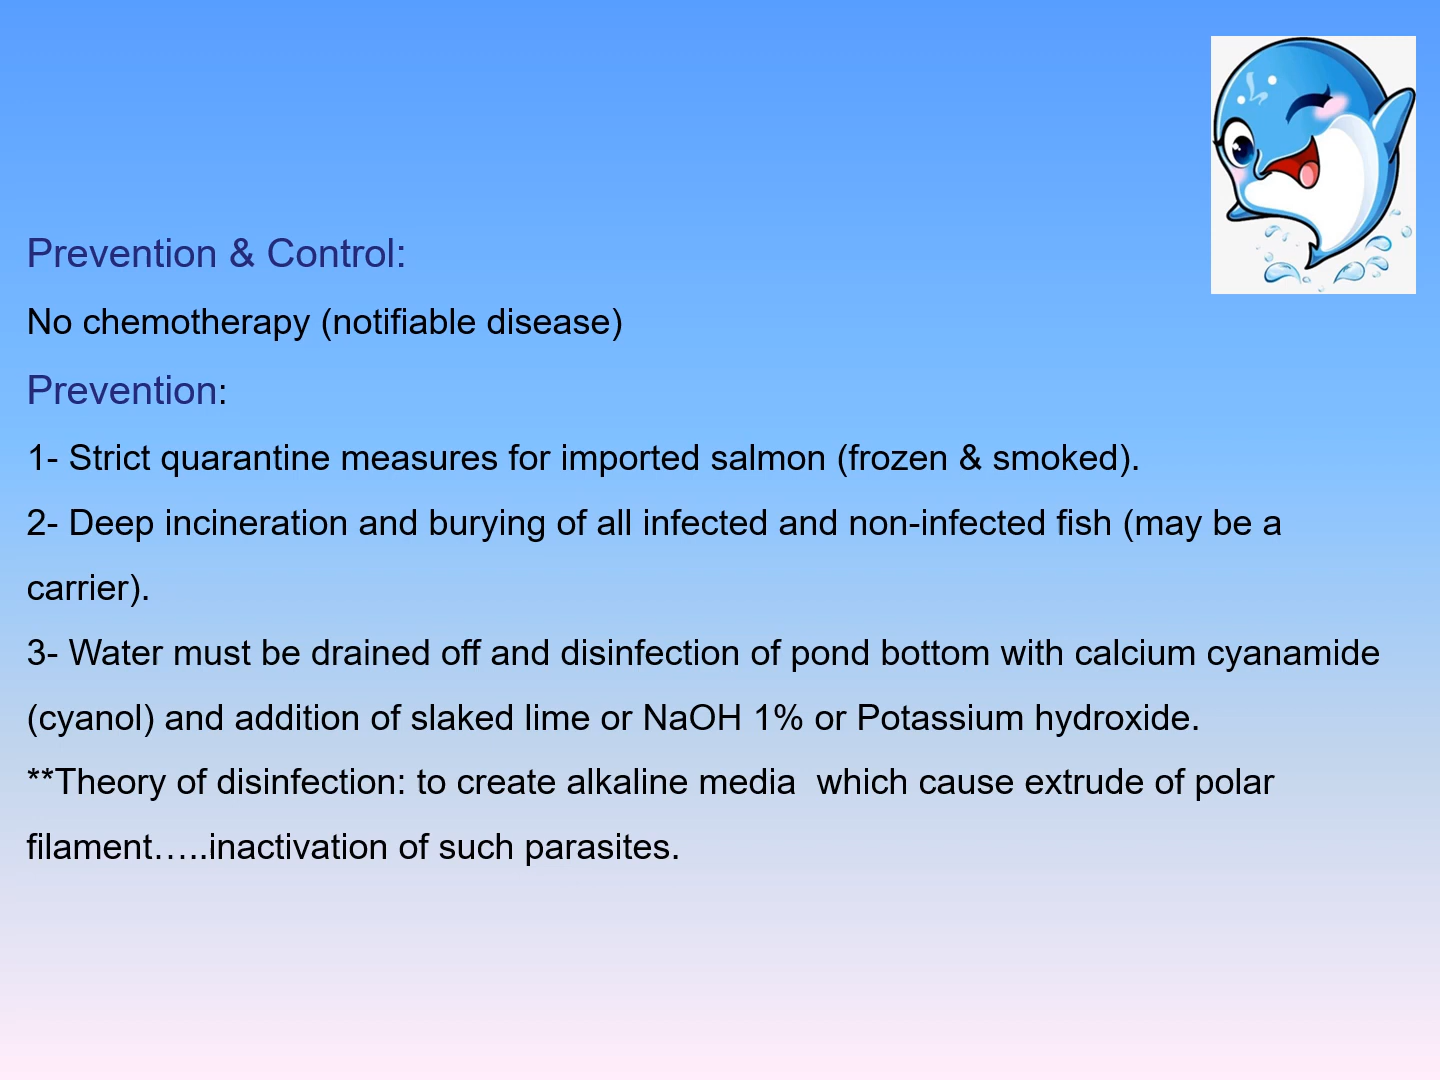 Prevention & Control:
No chemotherapy (notifiable disease)
Prevention:
1- Strict quarantine measures for imported salmon (frozen & smoked).
2- Deep incineration and burying of all infected and non-infected fish (may be a
carrier).
3- Water must be drained off and disinfection of pond bottom with calcium cyanamide
(cyanol) and addition of slaked lime or NaOH 1% or Potassium hydroxide.
**Theory of disinfection: to create alkaline media  which cause extrude of polar
filament…..inactivation of such parasites.